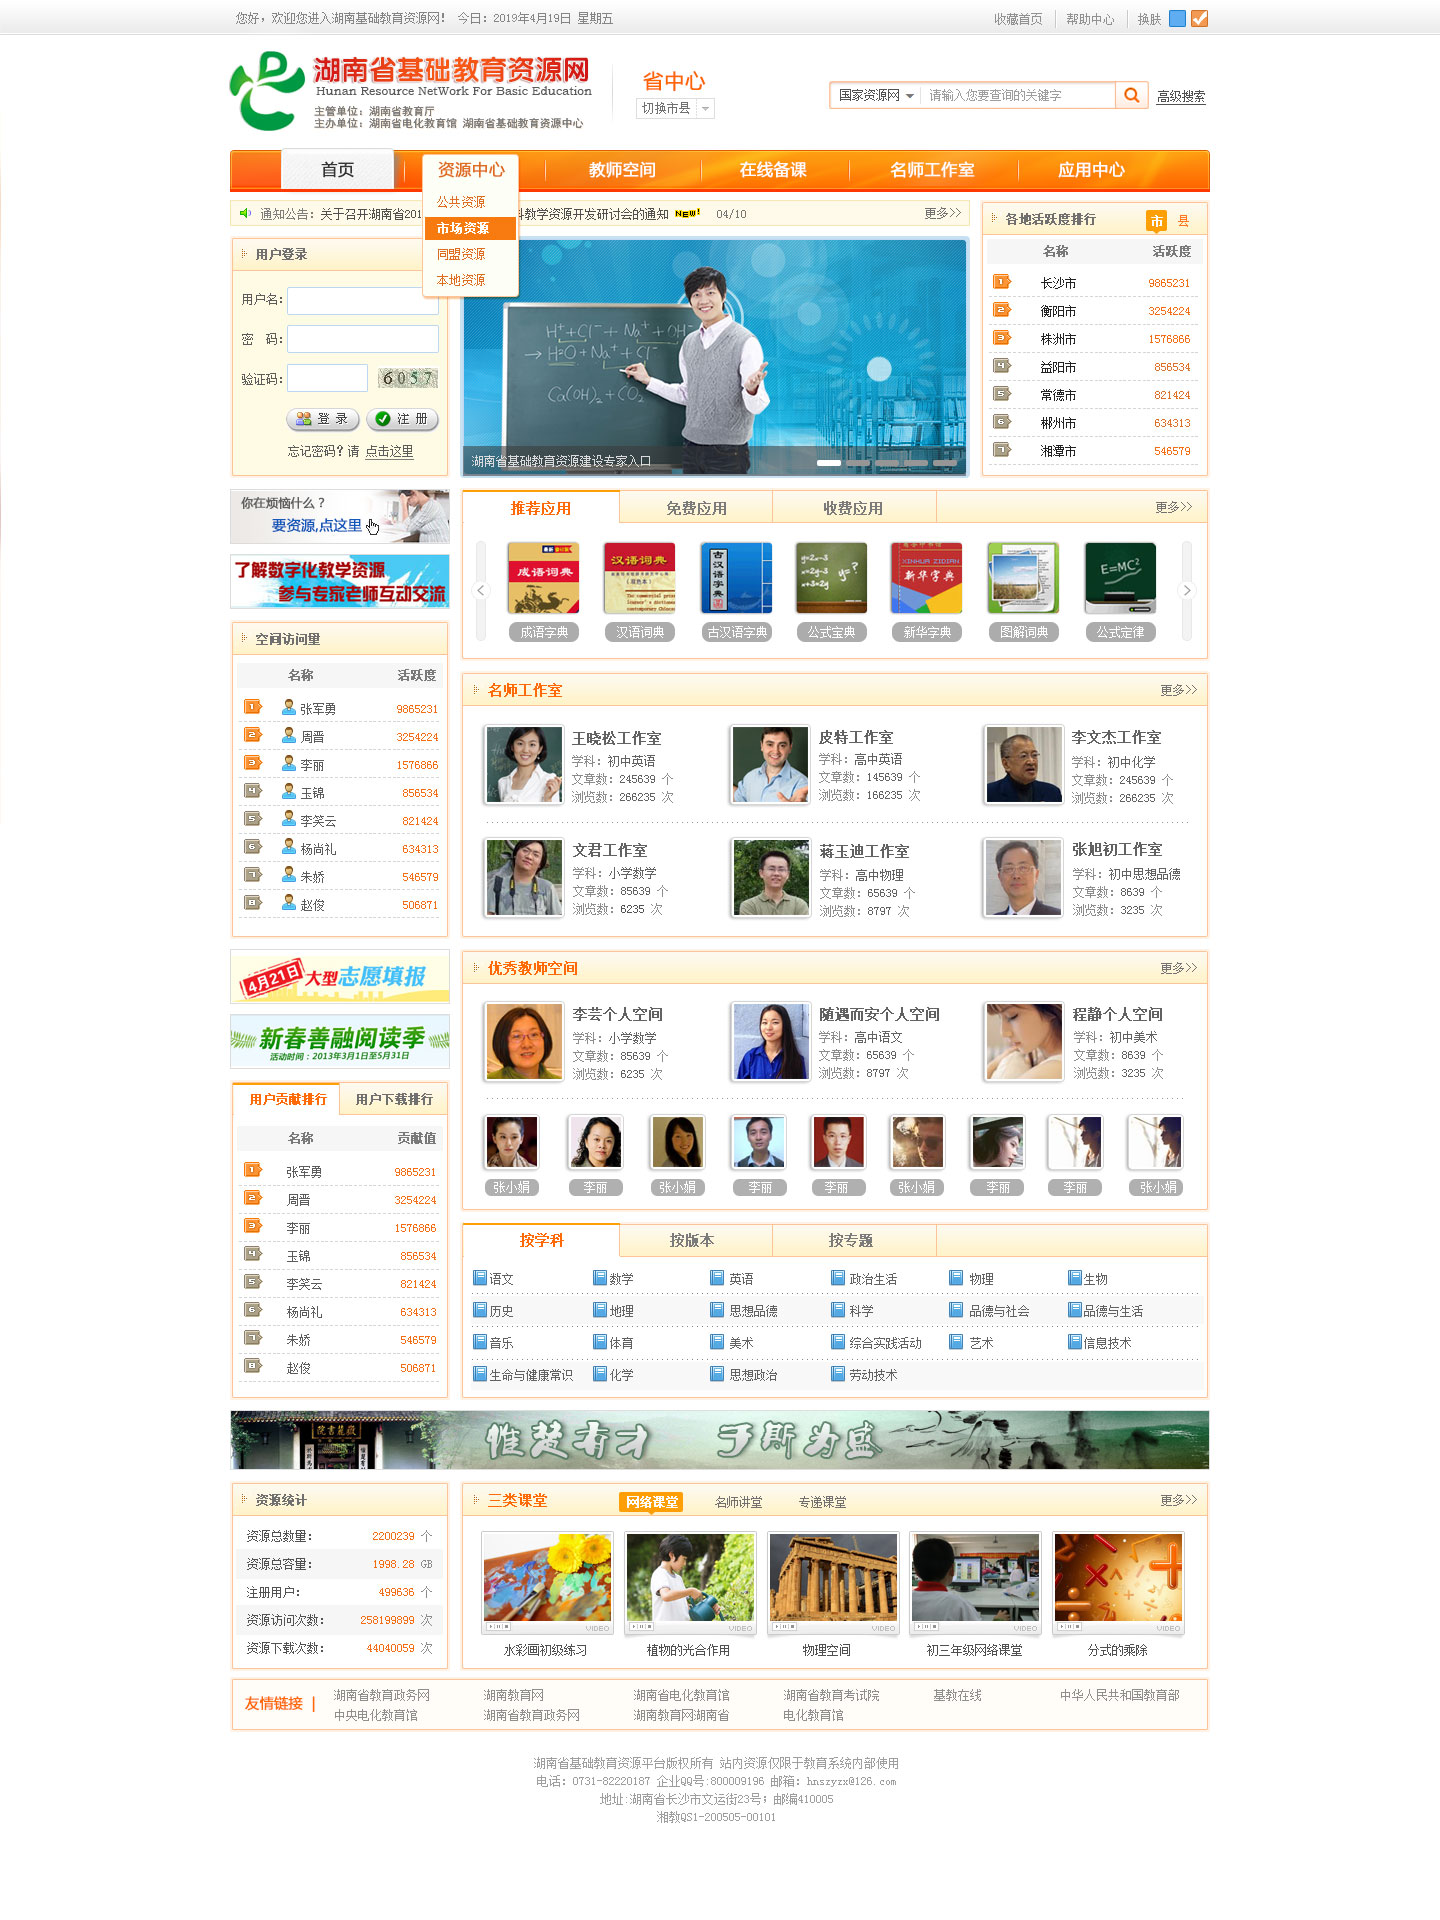 您好，欢迎您进入湖南基础教育资源网！ 今日：2019年4月19日 星期五
收藏首页 帮助中心 换肤
湖南省基础教育资源网
Hunan Resource NetWork For Basic Education
主管单位：湖南省教育厅
主办单位：湖南省电化教育馆 湖南省基础教育资源中心
省中心
切换市县
国家资源网 请输入您要查询的关键字 高级搜索
首页 资源中心 教师空间 在线备课 名师工作室 应用中心
公共资源
市场资源
同盟资源
本地资源
通知公告：关于召开湖南省201 科教学资源开发研讨会的通知 NEW! 04/10 更多>>
用户登录
用户名：
密 码：
验证码： 6057
登 录 注 册
忘记密码？请 点击这里
H+Cl⁻+Na⁺+OH⁻
→H₂O+Na⁺+Cl⁻
Ca(OH)₂+CO₂
湖南省基础教育资源建设专家入口
各地活跃度排行 市 县
名称 活跃度
1 长沙市 9865231
2 衡阳市 3254224
3 株洲市 1576866
4 益阳市 856534
5 常德市 821424
6 郴州市 634313
7 湘潭市 546579
你在烦恼什么？
要资源,点这里
了解数字化教学资源
参与专家老师互动交流
推荐应用 免费应用 收费应用 更多>>
成语词典 汉语词典 古汉语字典 y=2x-3 x=2y-3 x+3=2y y=? XINHUA ZIDIAN 新华字典 E=MC²
成语字典 汉语词典 古汉语字典 公式宝典 新华字典 图解词典 公式定律
空间访问量
名称 活跃度
1 张军勇 9865231
2 周晋 3254224
3 李丽 1576866
4 玉锦 856534
5 李笑云 821424
6 杨尚礼 634313
7 朱娇 546579
8 赵俊 506871
名师工作室 更多>>
王晓松工作室
学科：初中英语
文章数：245639 个
浏览数：266235 次
皮特工作室
学科：高中英语
文章数：145639 个
浏览数：166235 次
李文杰工作室
学科：初中化学
文章数：245639 个
浏览数：266235 次
文君工作室
学科：小学数学
文章数：85639 个
浏览数：6235 次
蒋玉迪工作室
学科：高中物理
文章数：65639 个
浏览数：8797 次
张旭初工作室
学科：初中思想品德
文章数：8639 个
浏览数：3235 次
4月21日 大型志愿填报
新春善融阅读季
活动时间：2013年3月1日至5月31日
优秀教师空间 更多>>
李芸个人空间
学科：小学数学
文章数：85639 个
浏览数：6235 次
随遇而安个人空间
学科：高中语文
文章数：65639 个
浏览数：8797 次
程静个人空间
学科：初中美术
文章数：8639 个
浏览数：3235 次
张小娟 李丽 张小娟 李丽 李丽 张小娟 李丽 李丽 张小娟
用户贡献排行 用户下载排行
名称 贡献值
1 张军勇 9865231
2 周晋 3254224
3 李丽 1576866
4 玉锦 856534
5 李笑云 821424
6 杨尚礼 634313
7 朱娇 546579
8 赵俊 506871
按学科 按版本 按专题
语文 数学 英语 政治生活 物理 生物
历史 地理 思想品德 科学 品德与社会 品德与生活
音乐 体育 美术 综合实践活动 艺术 信息技术
生命与健康常识 化学 思想政治 劳动技术
院書麓嶽
惟楚有才 于斯为盛
资源统计
资源总数量： 2200239 个
资源总容量： 1998.28 GB
注册用户： 499636 个
资源访问次数： 258199899 次
资源下载次数： 44040059 次
三类课堂 网络课堂 名师讲堂 专递课堂 更多>>
VIDEO VIDEO VIDEO VIDEO VIDEO
水彩画初级练习 植物的光合作用 物理空间 初三年级网络课堂 分式的乘除
友情链接 |
湖南省教育政务网 湖南教育网 湖南省电化教育馆 湖南省教育考试院 基教在线 中华人民共和国教育部
中央电化教育馆 湖南省教育政务网 湖南教育网湖南省 电化教育馆
湖南省基础教育资源平台版权所有 站内资源仅限于教育系统内部使用
电话：0731-82220187 企业QQ号:800009196 邮箱：hnszyzx@126.com
地址:湖南省长沙市文运街23号；邮编410005
湘教QS1-200505-00101